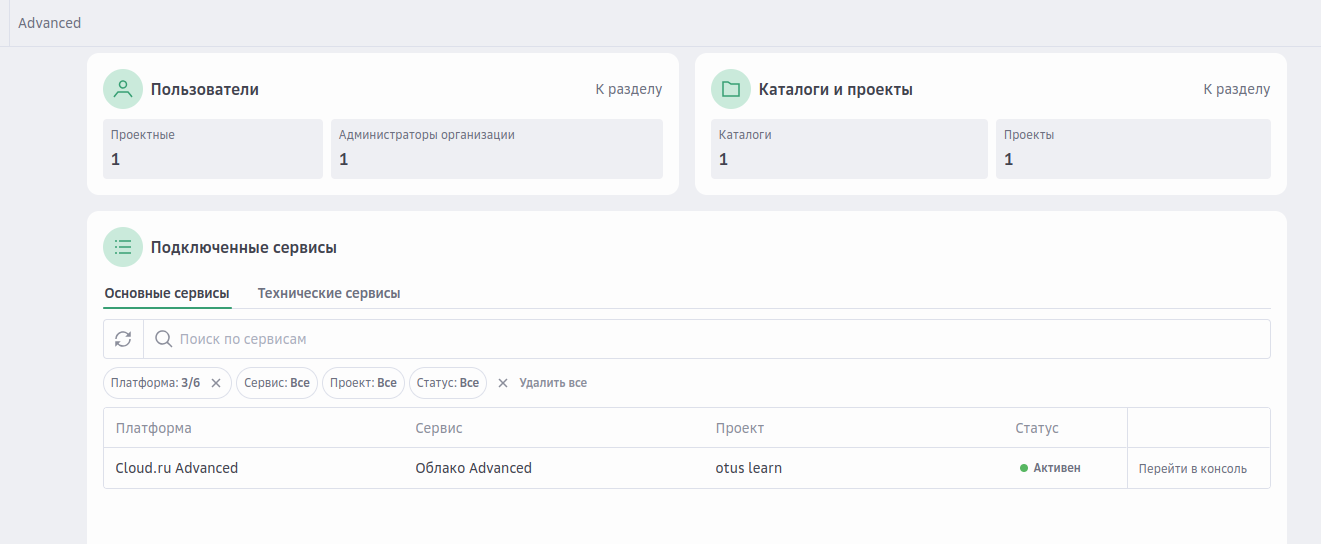 Advanced
Пользователи К разделу
Каталоги и проекты К разделу
Проектные Администраторы организации
1 1
Каталоги Проекты
1 1
Подключенные сервисы
Основные сервисы Технические сервисы
Поиск по сервисам
Платформа: 3/6 Сервис: Все Проект: Все Статус: Все Удалить все
Платформа Сервис Проект Статус
Cloud.ru Advanced Облако Advanced otus learn Активен Перейти в консоль